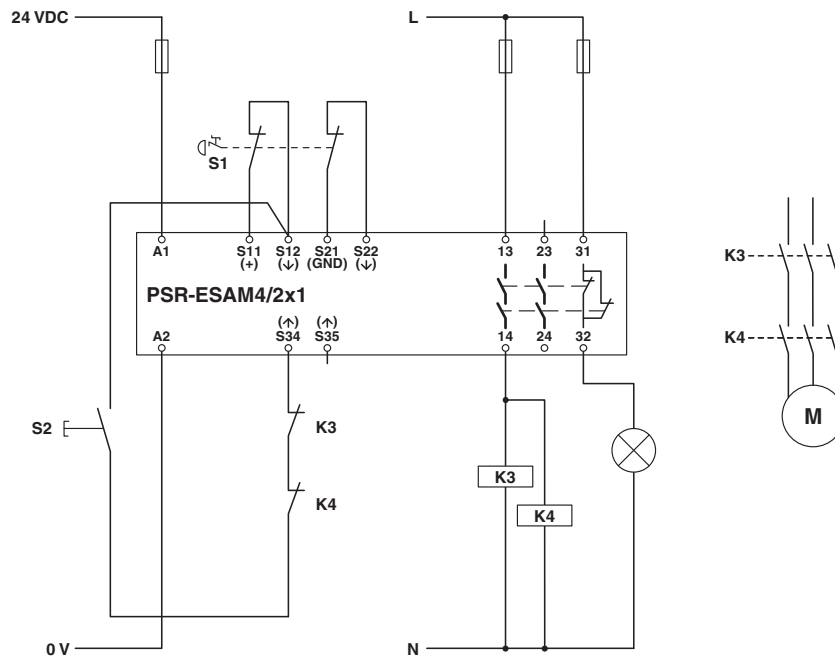 24 VDC
L
S1
A1
S11
(+)
S12
(↓)
S21
(GND)
S22
(↓)
13
23
31
PSR-ESAM4/2x1
A2
(↑)
S34
(↑)
S35
14
24
32
K3
K4
M
S2
K3
K4
K3
K4
0 V
N